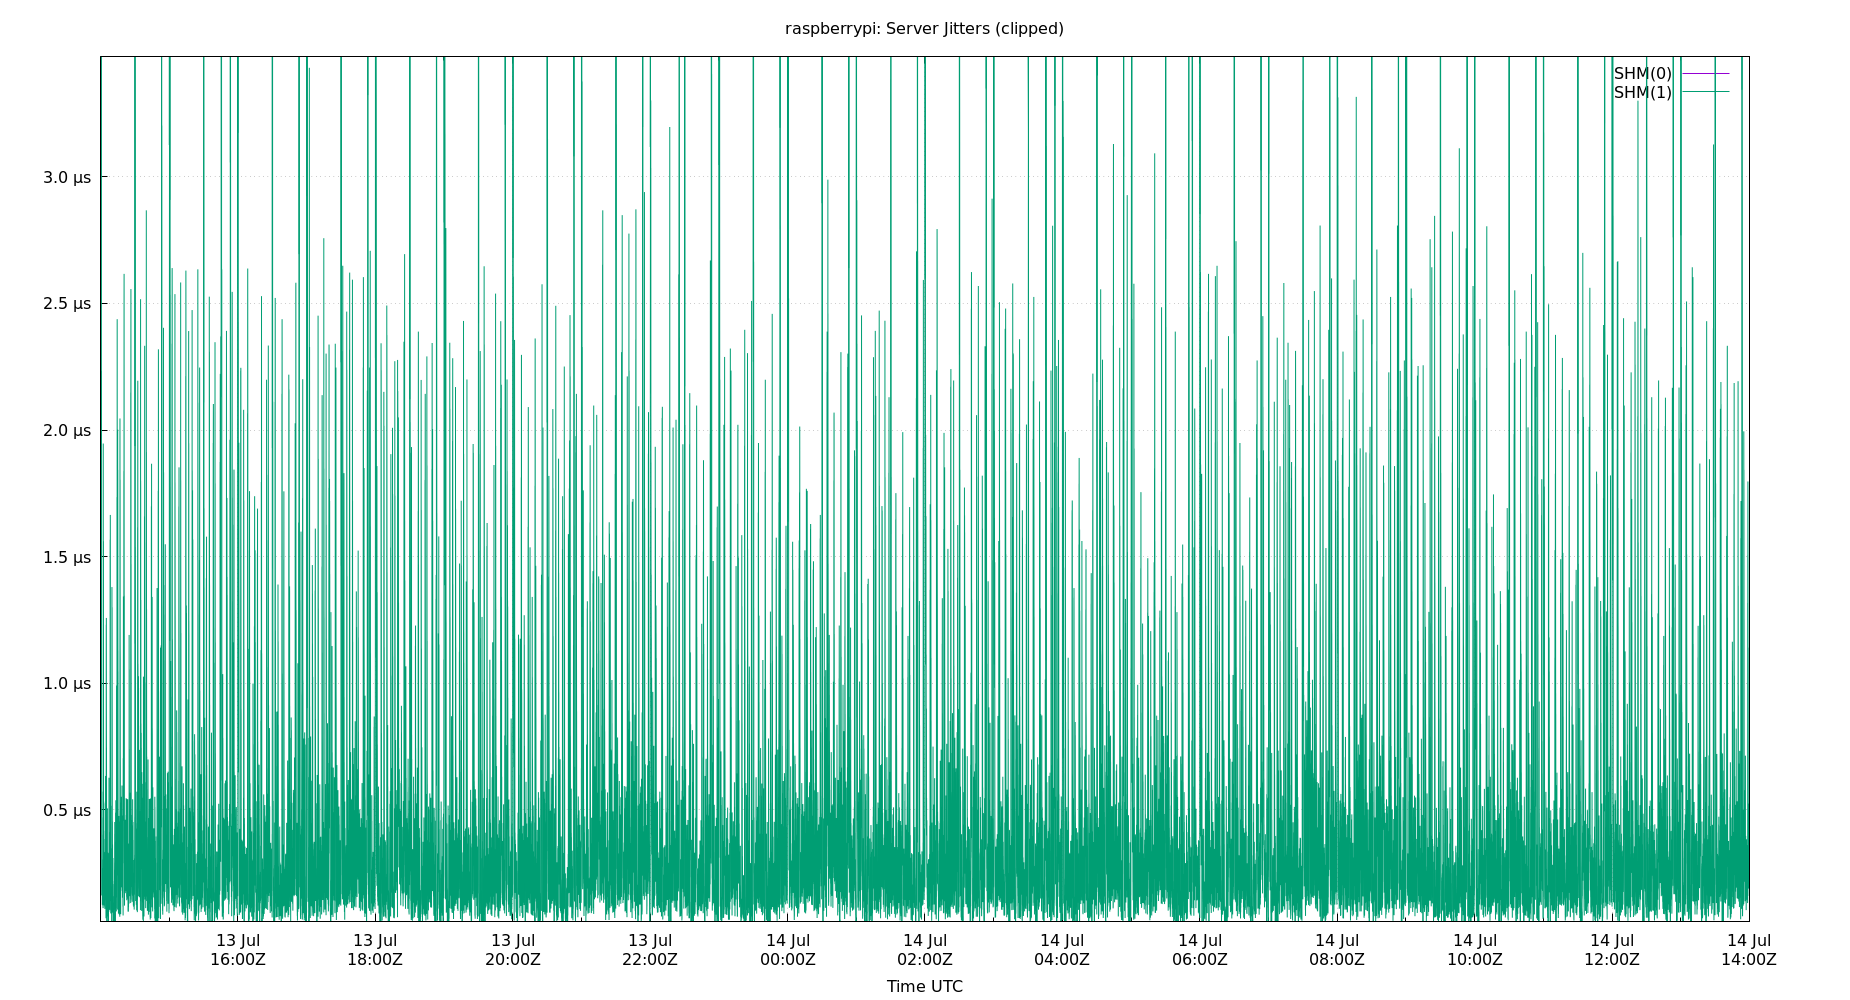 raspberrypi: Server Jitters (clipped)
SHM(0)
SHM(1)
3.0 µs
2.5 µs
2.0 µs
1.5 µs
1.0 µs
0.5 µs
13 Jul 13 Jul 13 Jul 13 Jul 14 Jul 14 Jul 14 Jul 14 Jul 14 Jul 14 Jul 14 Jul 14 Jul
16:00Z 18:00Z 20:00Z 22:00Z 00:00Z 02:00Z 04:00Z 06:00Z 08:00Z 10:00Z 12:00Z 14:00Z
Time UTC